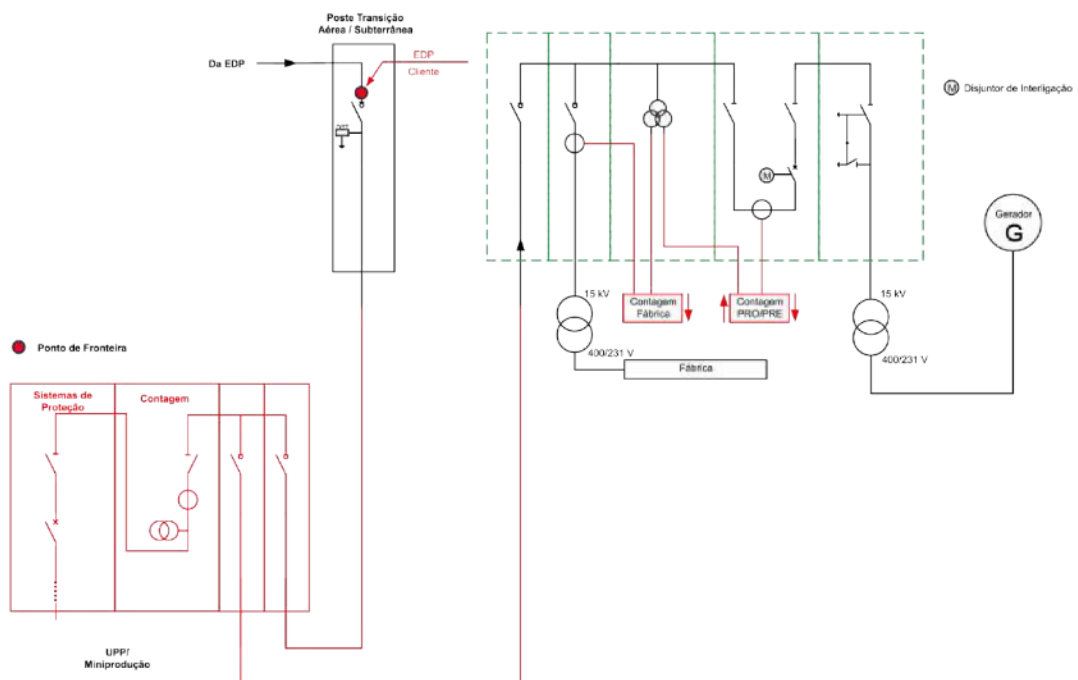 Poste Transição
Aérea / Subterrânea
Da EDP
EDP
Cliente
M
Disjuntor de Interligação
M
Gerador
G
15 kV
400/231 V
Contagem
Fábrica
Contagem
PRO/PRE
15 kV
400/231 V
Fábrica
Ponto de Fronteira
Sistemas de
Proteção
Contagem
UPP/
Miniprodução